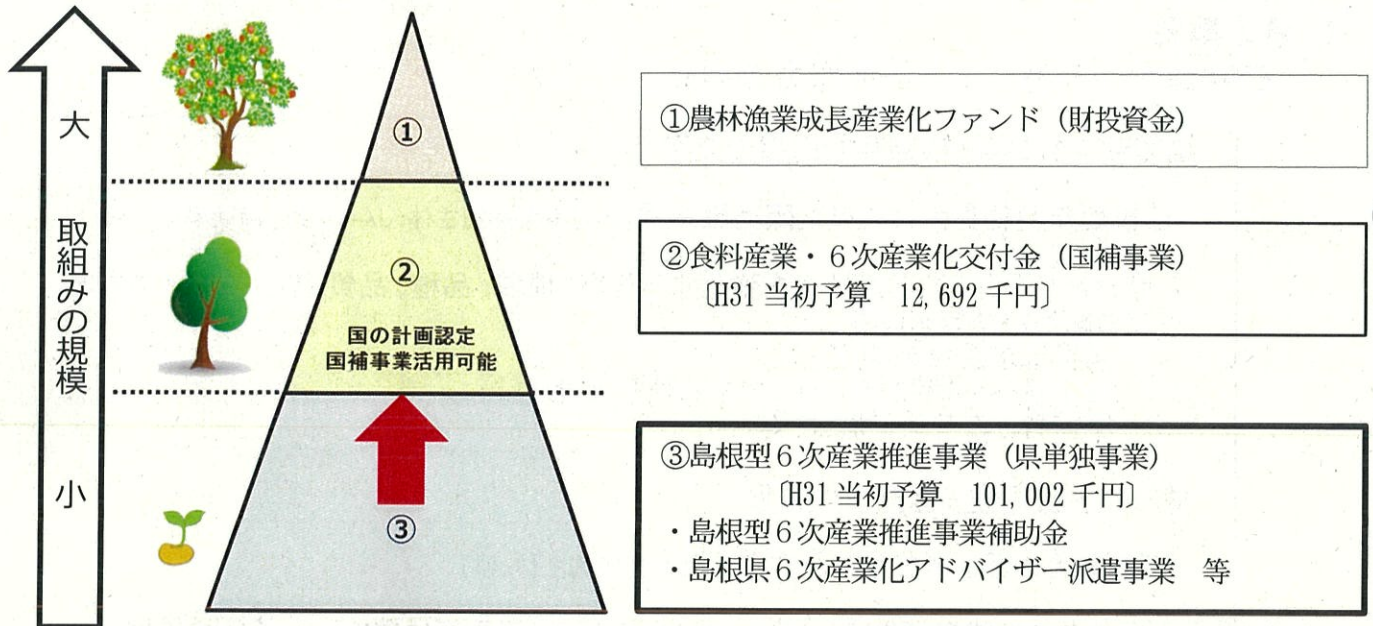 大
取組みの規模
小
①
②
国の計画認定
国補事業活用可能
③
①農林漁業成長産業化ファンド（財投資金）
②食料産業・６次産業化交付金（国補事業）
〔H31 当初予算　12,692 千円〕
③島根型６次産業推進事業（県単独事業）
〔H31 当初予算　101,002 千円〕
・島根型６次産業推進事業補助金
・島根県６次産業化アドバイザー派遣事業　等